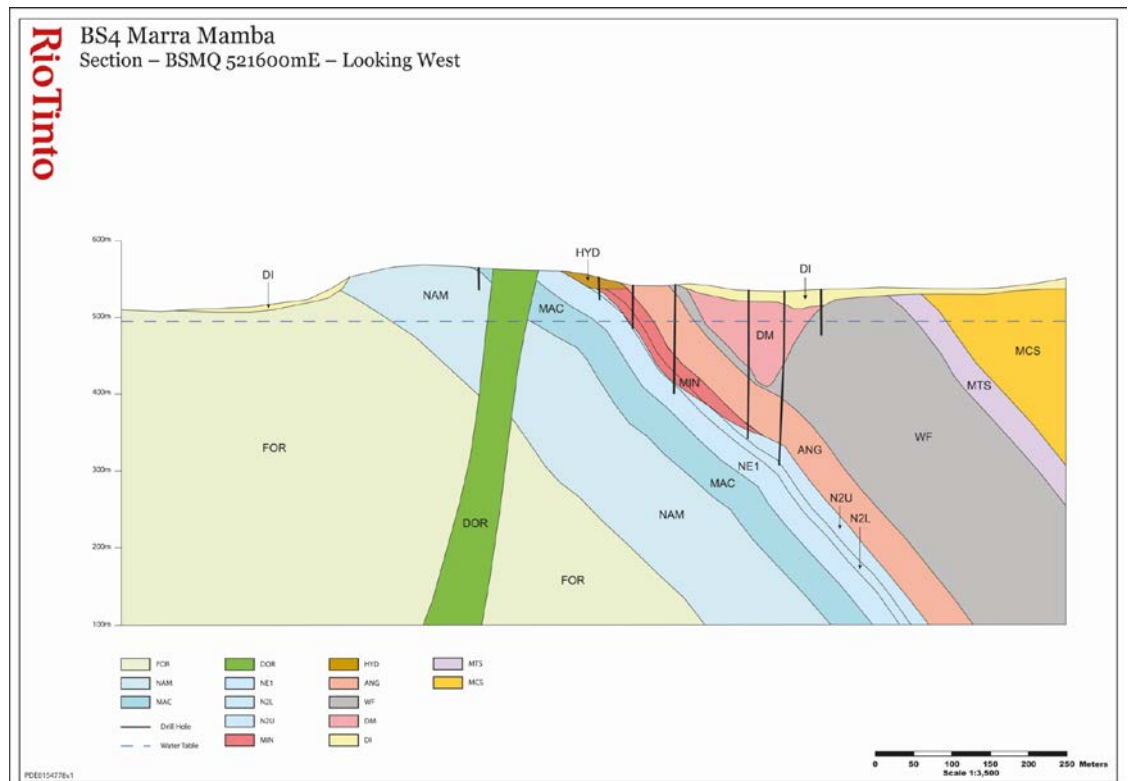 RioTinto
BS4 Marra Mamba
Section – BSMQ 521600mE – Looking West
600m
500m
400m
300m
200m
100m
DI
HYD
DI
NAM
MAC
DM
MCS
MIN
MTS
FOR
ANG
WF
NE1
MAC
N2U
NAM
N2L
DOR
FOR
FOR
DOR
HYD
MTS
NAM
NE1
ANG
MCS
MAC
N2L
WF
Drill Hole
N2U
DM
Water Table
MIN
DI
0 50 100 150 200 250 Meters
Scale 1:3,500
PDE0154778v1